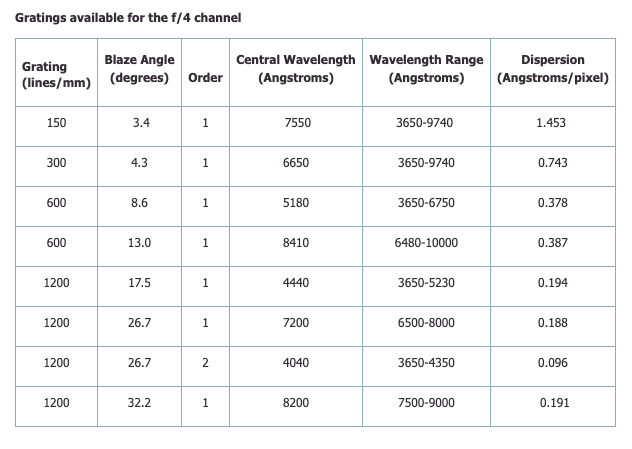 Gratings available for the f/4 channel
Grating (lines/mm) Blaze Angle (degrees) Order Central Wavelength (Angstroms) Wavelength Range (Angstroms) Dispersion (Angstroms/pixel)
150 3.4 1 7550 3650-9740 1.453
300 4.3 1 6650 3650-9740 0.743
600 8.6 1 5180 3650-6750 0.378
600 13.0 1 8410 6480-10000 0.387
1200 17.5 1 4440 3650-5230 0.194
1200 26.7 1 7200 6500-8000 0.188
1200 26.7 2 4040 3650-4350 0.096
1200 32.2 1 8200 7500-9000 0.191